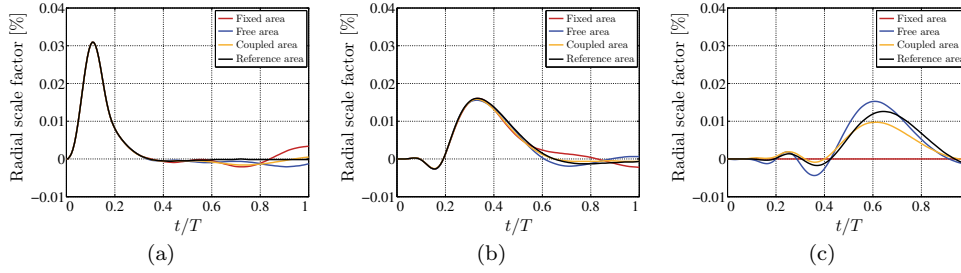 Radial scale factor [%]
0.04
0.03
0.02
0.01
0
−0.01
0
0.2
0.4
0.6
0.8
1
t/T
Fixed area
Free area
Coupled area
Reference area
(a)
Radial scale factor [%]
0.04
0.03
0.02
0.01
0
−0.01
0
0.2
0.4
0.6
0.8
1
t/T
Fixed area
Free area
Coupled area
Reference area
(b)
Radial scale factor [%]
0.04
0.03
0.02
0.01
0
−0.01
0
0.2
0.4
0.6
0.8
t/T
Fixed area
Free area
Coupled area
Reference area
(c)